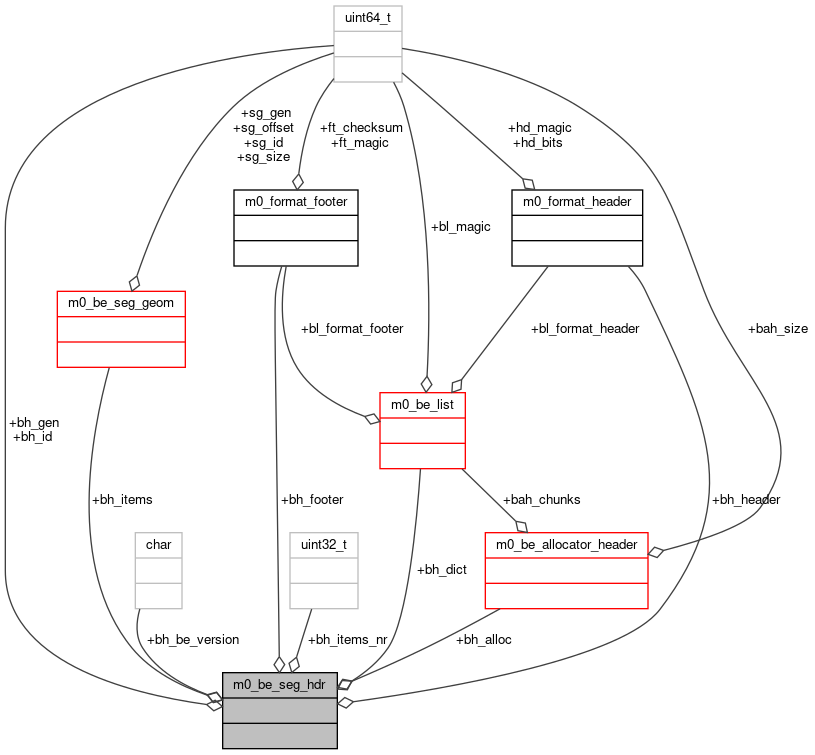 uint64_t
+sg_gen
+sg_offset
+sg_id
+sg_size
+ft_checksum
+ft_magic
+hd_magic
+hd_bits
m0_format_footer
m0_format_header
+bl_magic
m0_be_seg_geom
+bl_format_footer
+bl_format_header
+bah_size
m0_be_list
+bh_gen
+bh_id
+bh_items
+bh_footer
+bah_chunks
+bh_header
char
uint32_t
m0_be_allocator_header
+bh_dict
+bh_be_version
+bh_items_nr
+bh_alloc
m0_be_seg_hdr